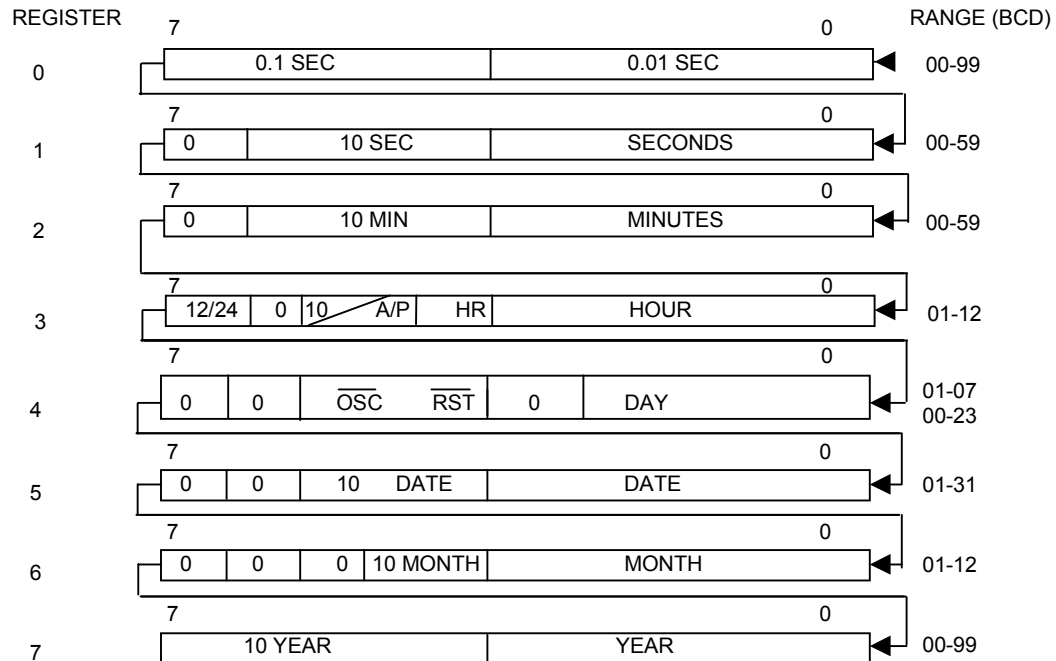 REGISTER 7 0 RANGE (BCD)
0 0.1 SEC 0.01 SEC 00-99
7 0
1 0 10 SEC SECONDS 00-59
7 0
2 0 10 MIN MINUTES 00-59
7 0
3 12/24 0 10 A/P HR HOUR 01-12
7 0
4 0 0 OSC RST 0 DAY 01-07
00-23
7 0
5 0 0 10 DATE DATE 01-31
7 0
6 0 0 0 10 MONTH MONTH 01-12
7 0
7 10 YEAR YEAR 00-99